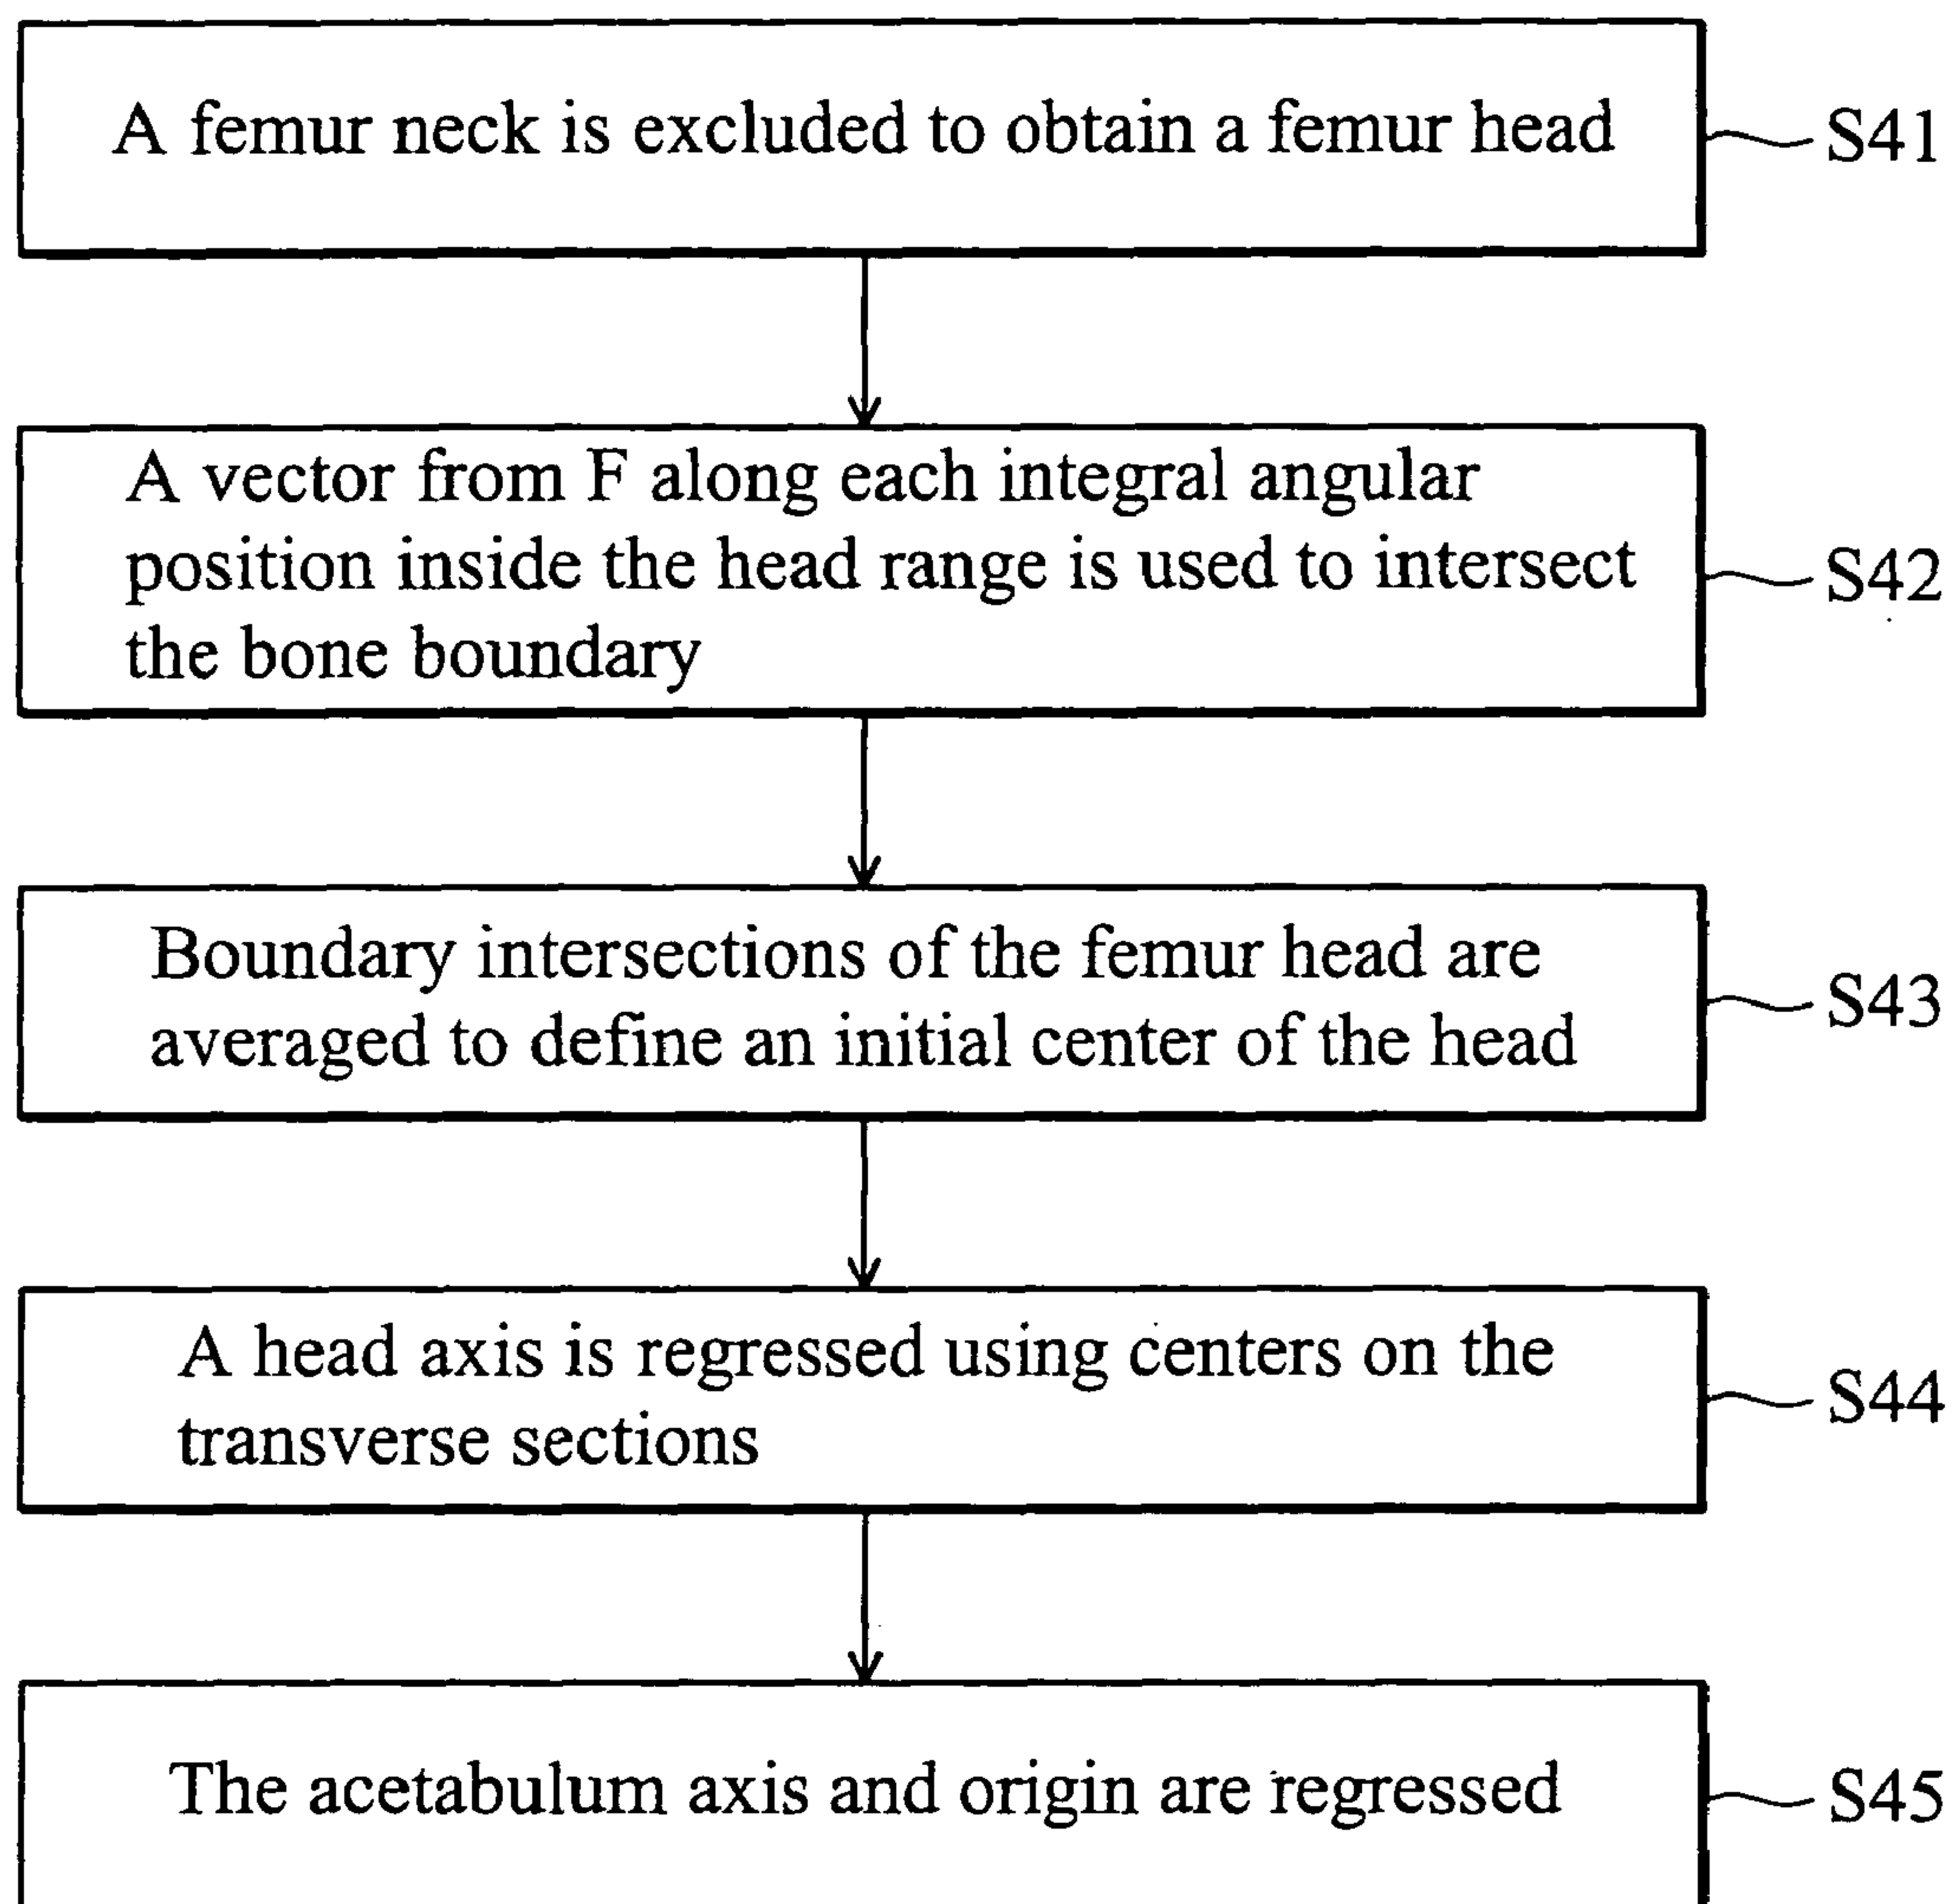 A femur neck is excluded to obtain a femur head
S41
A vector from F along each integral angular
position inside the head range is used to intersect
the bone boundary
S42
Boundary intersections of the femur head are
averaged to define an initial center of the head
S43
A head axis is regressed using centers on the
transverse sections
S44
The acetabulum axis and origin are regressed
S45